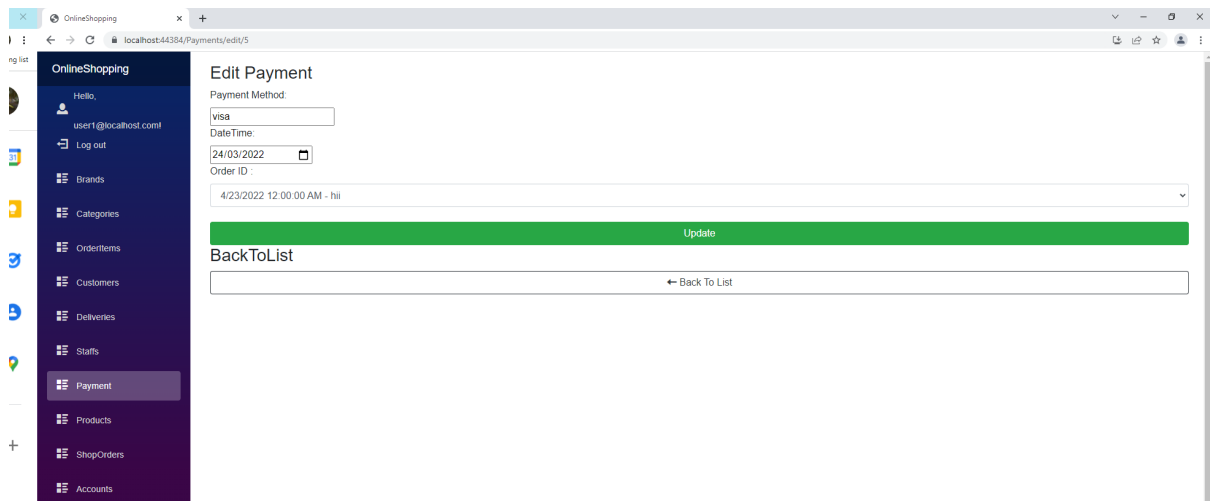 OnlineShopping
localhost:44384/Payments/edit/5
ng list
31
OnlineShopping
Hello,
user1@localhost.com!
Log out
Brands
Categories
OrderItems
Customers
Deliveries
Staffs
Payment
Products
ShopOrders
Accounts
Edit Payment
Payment Method:
visa
DateTime:
24/03/2022
Order ID :
4/23/2022 12:00:00 AM - hii
Update
BackToList
Back To List